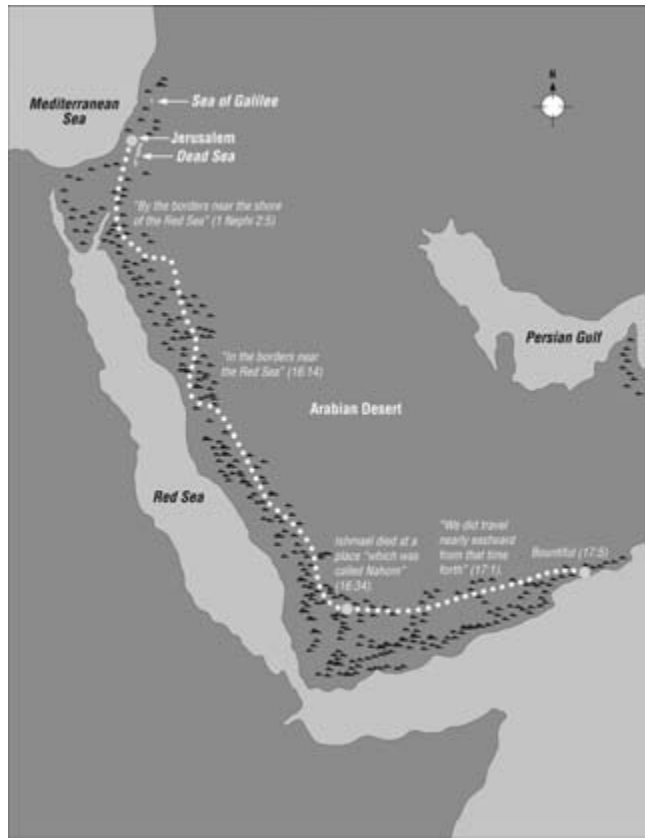 N
Mediterranean
Sea
Sea of Galilee
Jerusalem
Dead Sea
"By the borders near the shore
of the Red Sea" (1 Nephi 2:5)
Persian Gulf
"In the borders near
the Red Sea" (16:14)
Arabian Desert
Red Sea
Ishmael died at a
place "which was
called Nahom"
(16:34)
"We did travel
nearly eastward
from that time
forth" (17:1)
Bountiful (17:5)